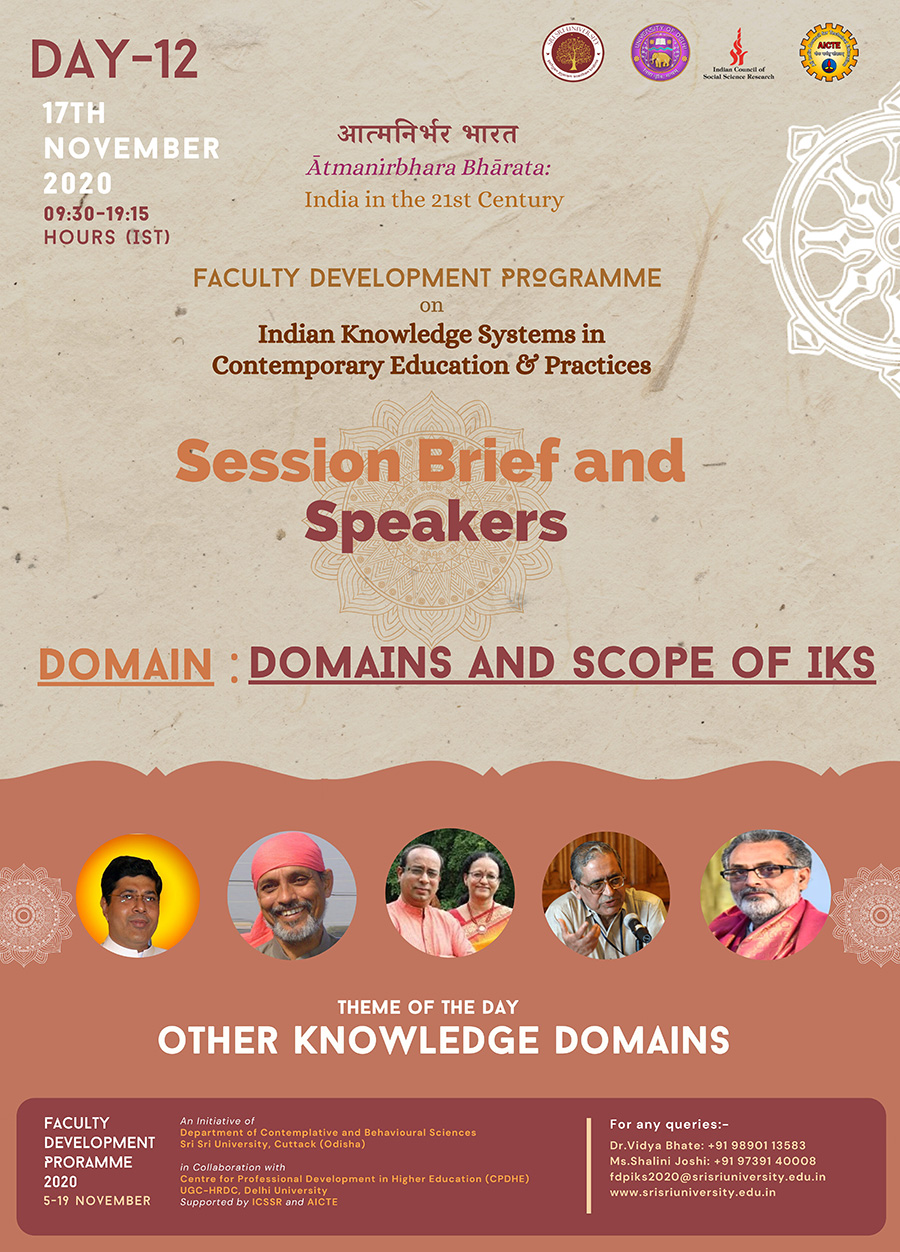 DAY-12
17TH
NOVEMBER
2020
09:30-19:15
HOURS (IST)
SRI SRI UNIVERSITY
UNIVERSITY OF DELHI
Indian Council of
Social Science Research
AICTE
आत्मनिर्भर भारत
Ātmanirbhara Bhārata:
India in the 21st Century
FACULTY DEVELOPMENT PROGRAMME
on
Indian Knowledge Systems in
Contemporary Education & Practices
Session Brief and
Speakers
DOMAIN : DOMAINS AND SCOPE OF IKS
THEME OF THE DAY
OTHER KNOWLEDGE DOMAINS
FACULTY
DEVELOPMENT
PRORAMME
2020
5-19 NOVEMBER
An Initiative of
Department of Contemplative and Behavioural Sciences
Sri Sri University, Cuttack (Odisha)
in Collaboration with
Centre for Professional Development in Higher Education (CPDHE)
UGC-HRDC, Delhi University
Supported by ICSSR and AICTE
For any queries:-
Dr.Vidya Bhate: +91 98901 13583
Ms.Shalini Joshi: +91 97391 40008
fdpiks2020@srisriuniversity.edu.in
www.srisriuniversity.edu.in